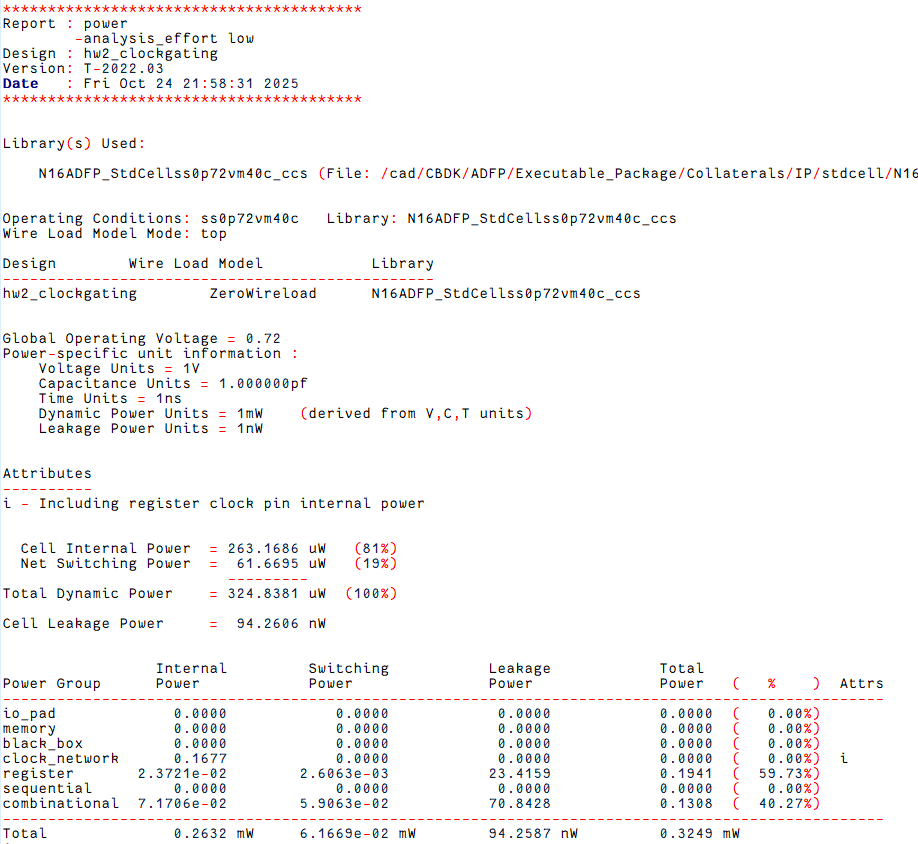 ****************************************
Report : power
        -analysis_effort low
Design : hw2_clockgating
Version: T-2022.03
Date   : Fri Oct 24 21:58:31 2025
****************************************
Library(s) Used:
    N16ADFP_StdCellss0p72vm40c_ccs (File: /cad/CBDK/ADFP/Executable_Package/Collaterals/IP/stdcell/N16
Operating Conditions: ss0p72vm40c   Library: N16ADFP_StdCellss0p72vm40c_ccs
Wire Load Model Mode: top
Design        Wire Load Model            Library
------------------------------------------------
hw2_clockgating        ZeroWireload      N16ADFP_StdCellss0p72vm40c_ccs
Global Operating Voltage = 0.72
Power-specific unit information :
    Voltage Units = 1V
    Capacitance Units = 1.000000pf
    Time Units = 1ns
    Dynamic Power Units = 1mW    (derived from V,C,T units)
    Leakage Power Units = 1nW
Attributes
----------
i - Including register clock pin internal power
  Cell Internal Power  = 263.1686 uW   (81%)
  Net Switching Power  =  61.6695 uW   (19%)
                         ---------
Total Dynamic Power    = 324.8381 uW  (100%)
Cell Leakage Power     =  94.2606 nW
                 Internal         Switching           Leakage            Total
Power Group      Power            Power               Power              Power   (   %    )  Attrs
--------------------------------------------------------------------------------------------------
io_pad             0.0000            0.0000            0.0000            0.0000  (   0.00%)
memory             0.0000            0.0000            0.0000            0.0000  (   0.00%)
black_box          0.0000            0.0000            0.0000            0.0000  (   0.00%)
clock_network      0.1677            0.0000            0.0000            0.0000  (   0.00%)  i
register       2.3721e-02        2.6063e-03           23.4159            0.1941  (  59.73%)
sequential         0.0000            0.0000            0.0000            0.0000  (   0.00%)
combinational  7.1706e-02        5.9063e-02           70.8428            0.1308  (  40.27%)
--------------------------------------------------------------------------------------------------
Total              0.2632 mW     6.1669e-02 mW        94.2587 nW         0.3249 mW